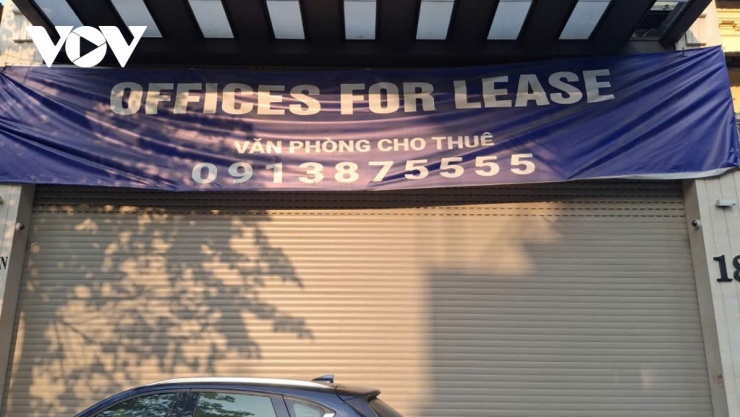 VOV
OFFICES FOR LEASE
VĂN PHÒNG CHO THUÊ
0913875555
N
18